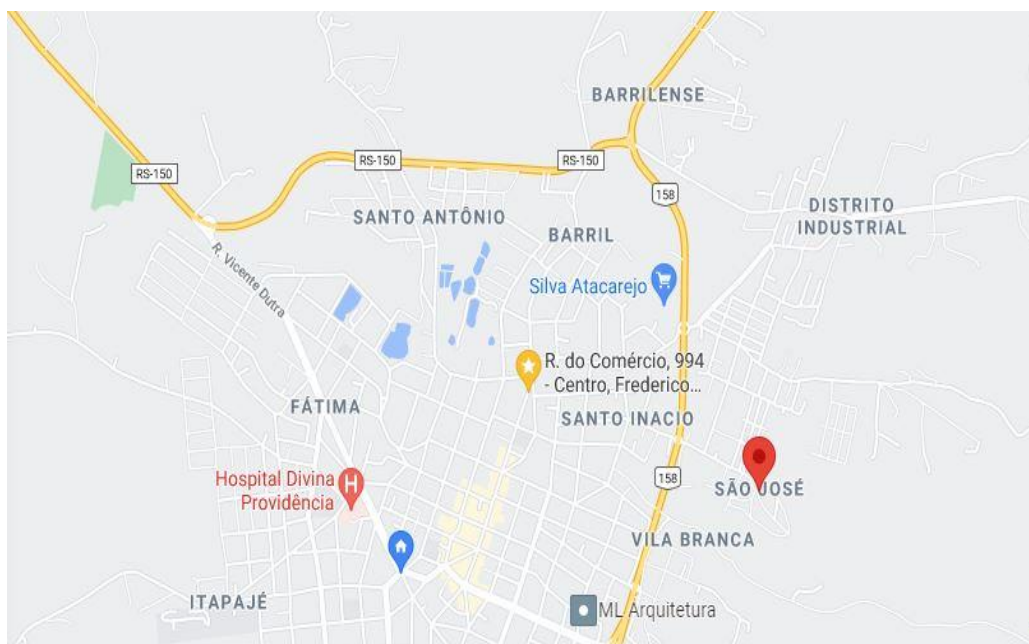 BARRILENSE
RS-150
RS-150
RS-150
158
DISTRITO
INDUSTRIAL
SANTO ANTÔNIO
BARRIL
R. Vicente Dutra
Silva Atacarejo
R. do Comércio, 994
- Centro, Frederico...
FÁTIMA
SANTO INACIO
Hospital Divina
Providência
H
158
SÃO JOSÉ
VILA BRANCA
ITAPAJÉ
ML Arquitetura